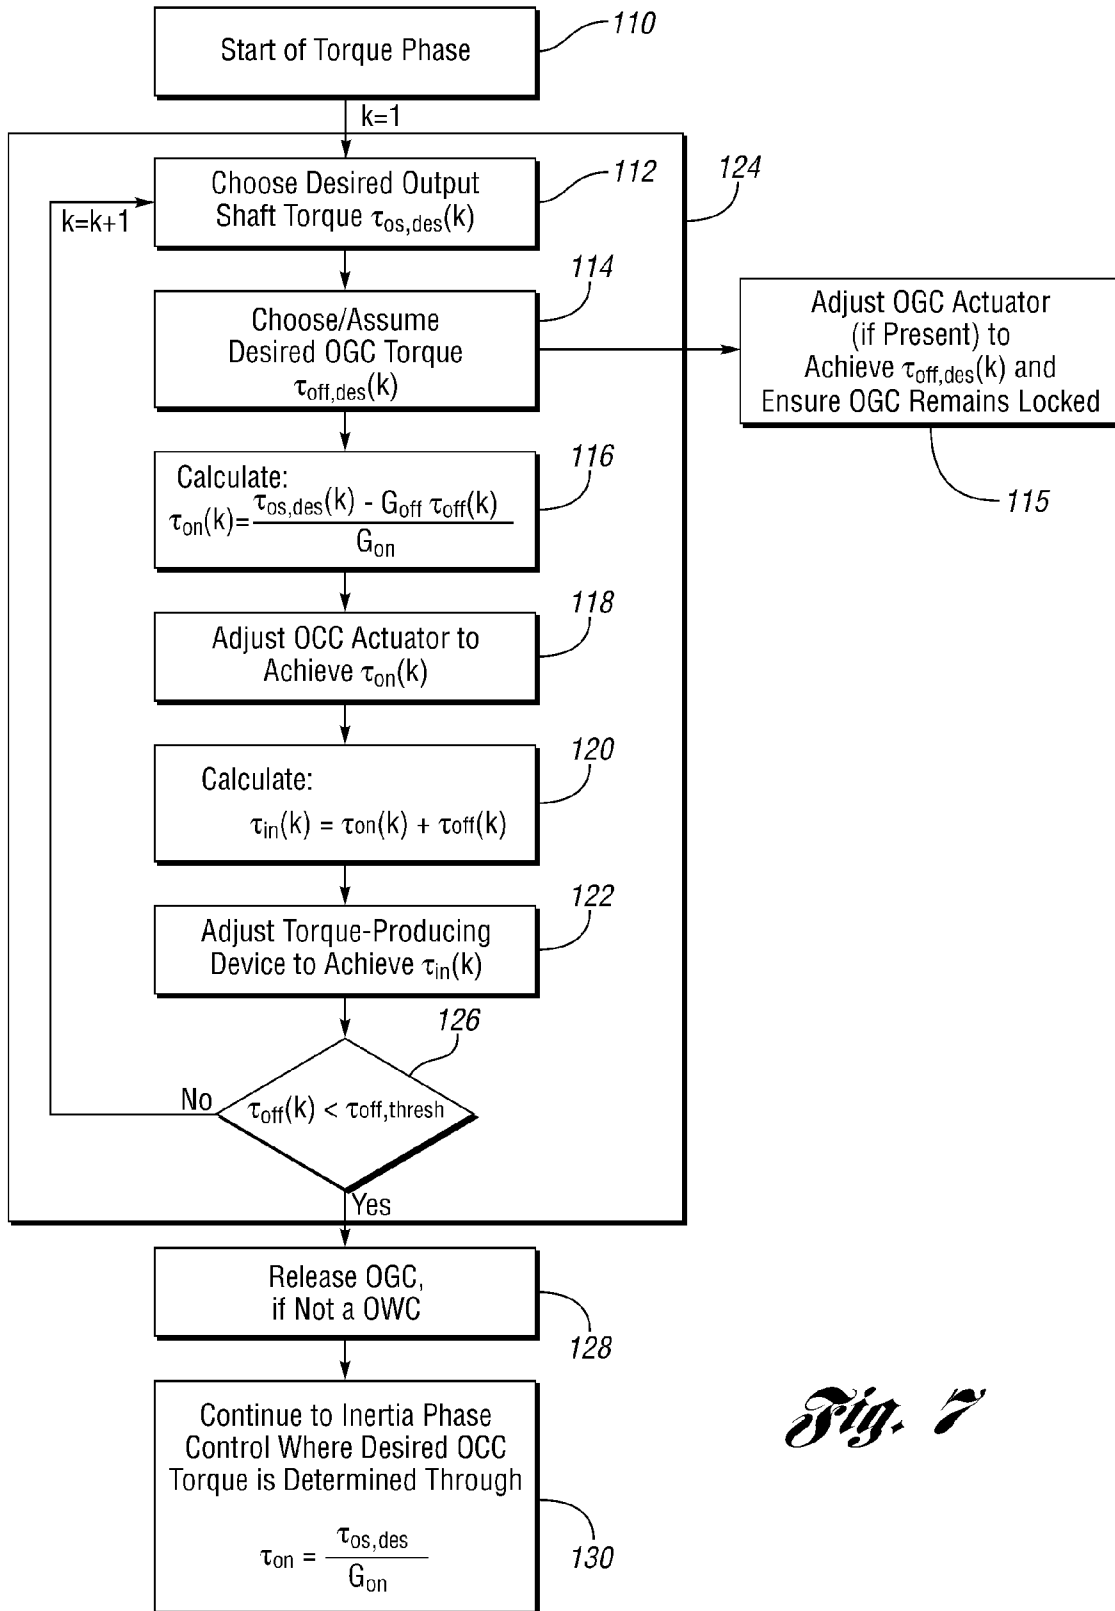 Start of Torque Phase
110
k=1
Choose Desired Output
Shaft Torque τos,des(k)
112
124
k=k+1
Choose/Assume
Desired OGC Torque
τoff,des(k)
114
Adjust OGC Actuator
(if Present) to
Achieve τoff,des(k) and
Ensure OGC Remains Locked
115
Calculate:
τon(k)= τos,des(k) - Goff τoff(k)
Gon
116
Adjust OCC Actuator to
Achieve τon(k)
118
Calculate:
τin(k) = τon(k) + τoff(k)
120
Adjust Torque-Producing
Device to Achieve τin(k)
122
126
No
τoff(k) < τoff,thresh
Yes
Release OGC,
if Not a OWC
128
Continue to Inertia Phase
Control Where Desired OCC
Torque is Determined Through
τon = τos,des
Gon
130
Fig. 7